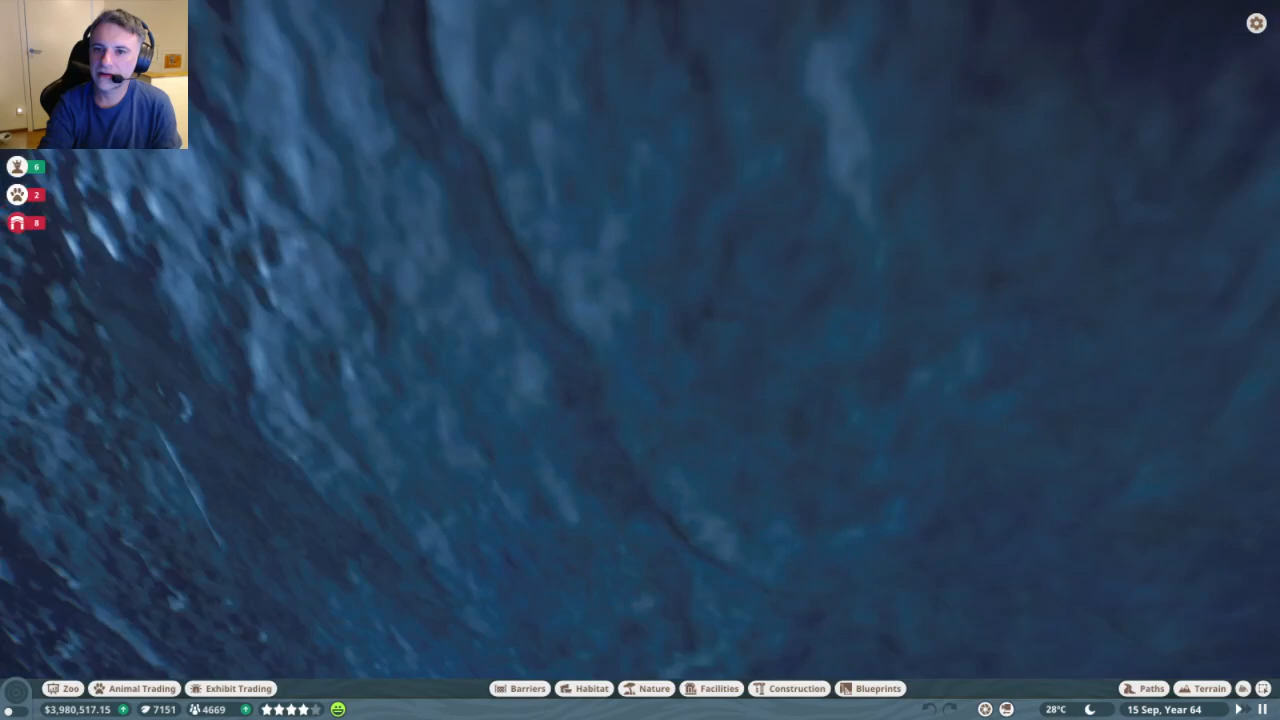 6
2
8
Zoo Animal Trading Exhibit Trading Barriers Habitat Nature Facilities Construction Blueprints Paths Terrain
$3,980,517.15 7151 4669 28°C 15 Sep, Year 64